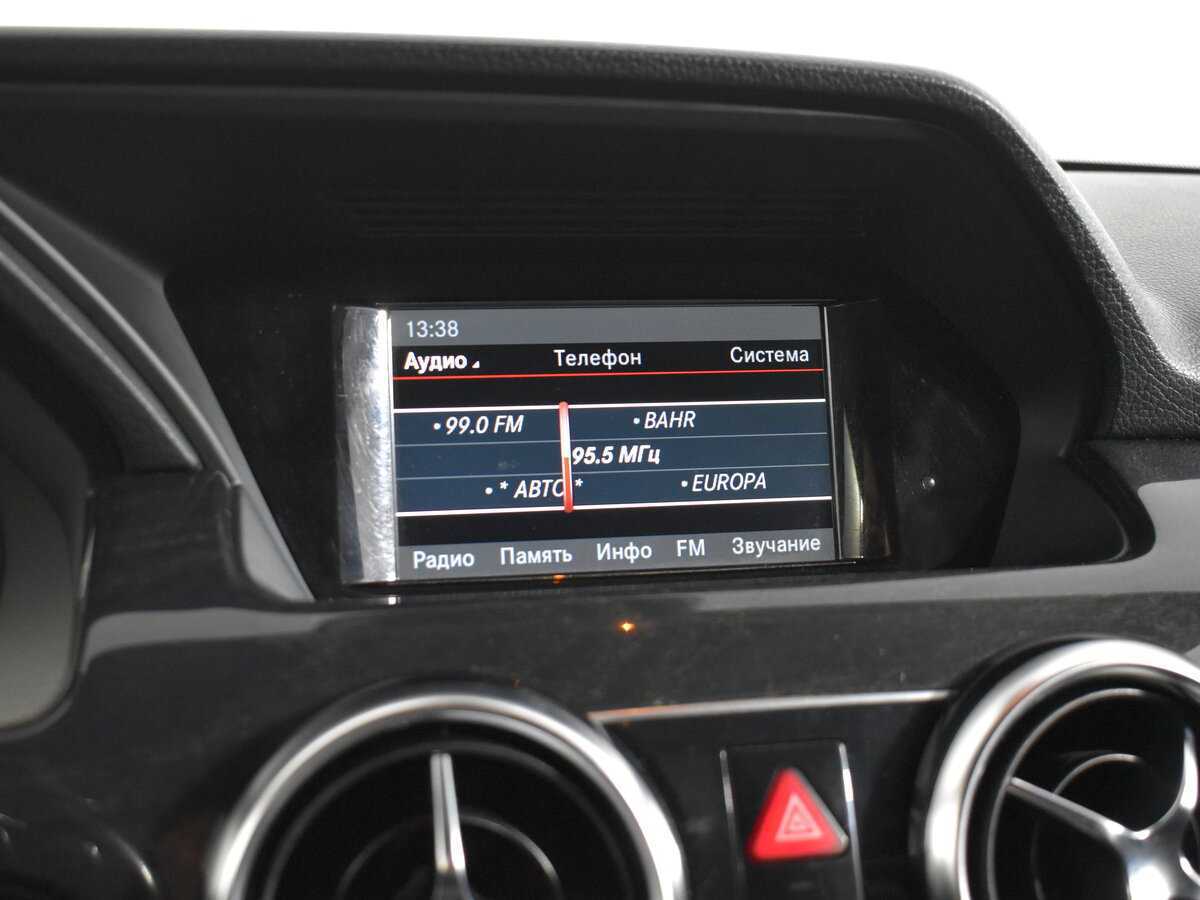 13:38
Аудио Телефон Система
•99.0 FM •BAHR
95.5 МГц
•* АВТО * •EUROPA
Радио Память Инфо FM Звучание